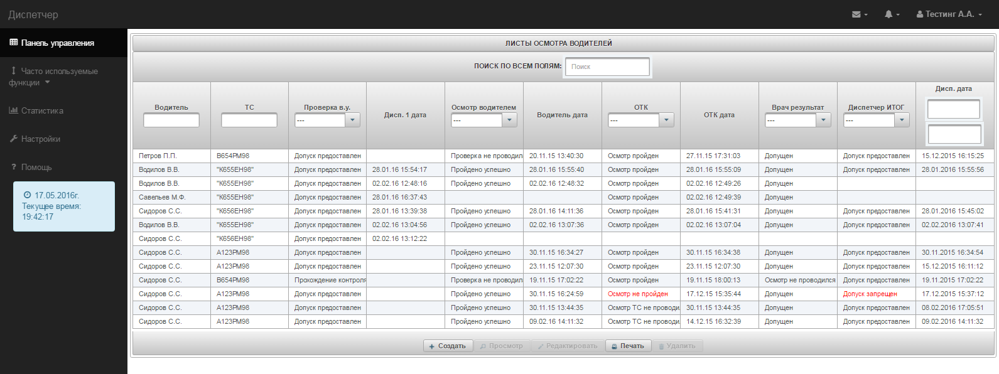 Диспетчер
Тестинг А.А.
Панель управления
Часто используемые
функции
Статистика
Настройки
? Помощь
17.05.2016г.
Текущее время:
19:42:17
ЛИСТЫ ОСМОТРА ВОДИТЕЛЕЙ
ПОИСК ПО ВСЕМ ПОЛЯМ: Поиск
Водитель ТС Проверка в.у. Дисп. 1 дата Осмотр водителем Водитель дата ОТК ОТК дата Врач результат Диспетчер ИТОГ Дисп. дата
--- --- --- --- ---
Петров П.П. В654РМ98 Допуск предоставлен Проверка не проводил 20.11.15 13:40:30 Осмотр пройден 27.11.15 17:31:03 Допущен Допуск предоставлен 15.12.2015 16:15:25
Водилов В.В. "К655ЕН98" Допуск предоставлен 28.01.16 15:54:17 Пройдено успешно 28.01.16 15:55:40 Осмотр пройден 28.01.16 15:55:09 Допущен Допуск предоставлен 28.01.2016 15:55:56
Водилов В.В. "К655ЕН98" Допуск предоставлен 02.02.16 12:48:16 Пройдено успешно 02.02.16 12:48:32 Осмотр пройден 02.02.16 12:49:26 Допущен
Савельев М.Ф. "К655ЕН98" Допуск предоставлен 28.01.16 16:37:43 Осмотр пройден 02.02.16 12:49:39 Допущен
Сидоров С.С. "К656ЕН98" Допуск предоставлен 28.01.16 13:39:38 Пройдено успешно 28.01.16 14:11:36 Осмотр пройден 28.01.16 15:41:31 Допущен Допуск предоставлен 28.01.2016 15:45:02
Водилов В.В. "К655ЕН98" Допуск предоставлен 02.02.16 13:04:56 Пройдено успешно 02.02.16 13:07:36 Осмотр пройден 02.02.16 13:07:04 Допущен Допуск предоставлен 02.02.2016 13:07:41
Сидоров С.С. "К656ЕН98" Допуск предоставлен 02.02.16 13:12:22
Сидоров С.С. А123РМ98 Допуск предоставлен Пройдено успешно 30.11.15 16:34:27 Осмотр пройден 30.11.15 16:34:38 Допущен Допуск предоставлен 30.11.2015 16:34:54
Сидоров С.С. А123РМ98 Допуск предоставлен Пройдено успешно 23.11.15 12:07:30 Осмотр пройден 23.11.15 12:07:30 Допущен Допуск предоставлен 15.12.2015 16:11:12
Сидоров С.С. В654РМ98 Прохождение контроля Проверка не проводил 19.11.15 17:02:22 Осмотр пройден 19.11.15 18:00:13 Осмотр не проводился Допуск предоставлен 19.11.2015 17:02:22
Сидоров С.С. А123РМ98 Допуск предоставлен Пройдено успешно 30.11.15 16:24:59 Осмотр не пройден 17.12.15 15:35:44 Допущен Допуск запрещен 17.12.2015 15:37:12
Сидоров С.С. А123РМ98 Допуск предоставлен Пройдено успешно 30.11.15 13:44:35 Осмотр ТС не проводи 30.11.15 13:44:35 Допущен Допуск предоставлен 08.02.2016 17:05:51
Сидоров С.С. А123РМ98 Допуск предоставлен Пройдено успешно 09.02.16 14:11:32 Осмотр ТС не проводи 14.12.15 16:32:39 Допущен Допуск предоставлен 09.02.2016 14:11:32
Создать Просмотр Редактировать Печать Удалить